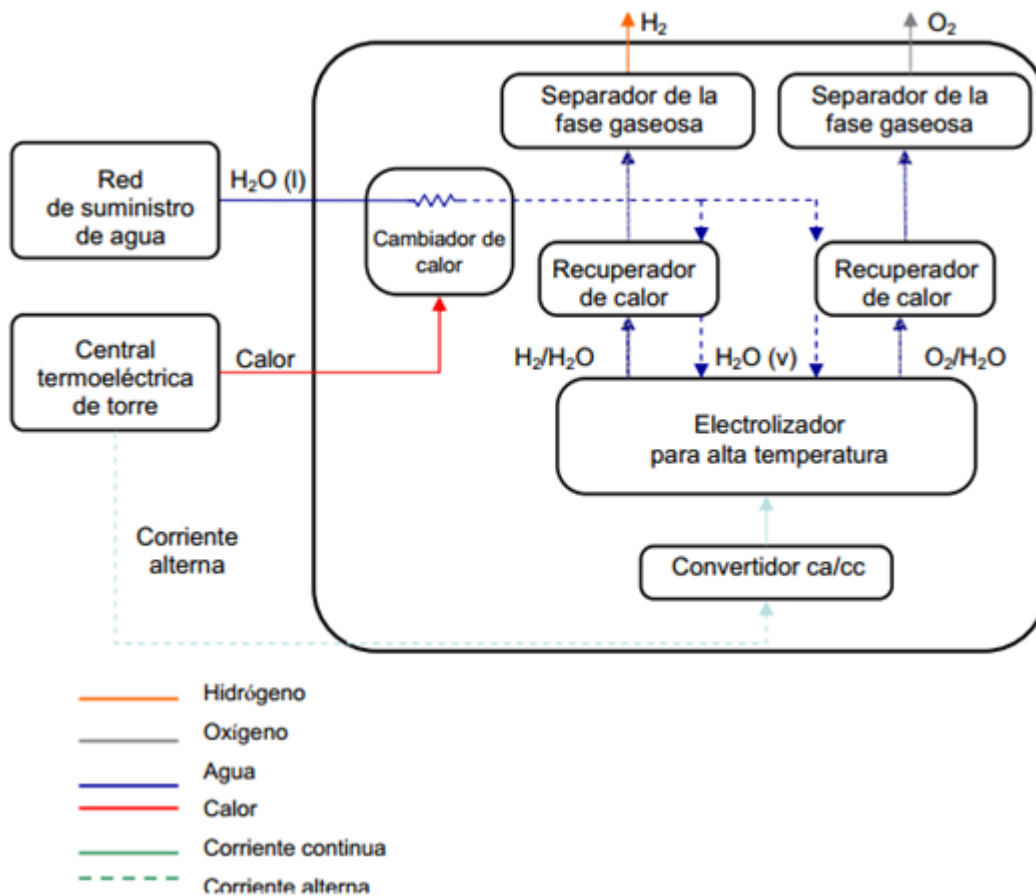 H₂
O₂
Separador de la
fase gaseosa
Separador de la
fase gaseosa
Red
de suministro
de agua
H₂O (l)
Cambiador de
calor
Recuperador
de calor
Recuperador
de calor
Central
termoeléctrica
de torre
Calor
H₂/H₂O
H₂O (v)
O₂/H₂O
Electrolizador
para alta temperatura
Corriente
alterna
Convertidor ca/cc
Hidrógeno
Oxígeno
Agua
Calor
Corriente continua
Corriente alterna